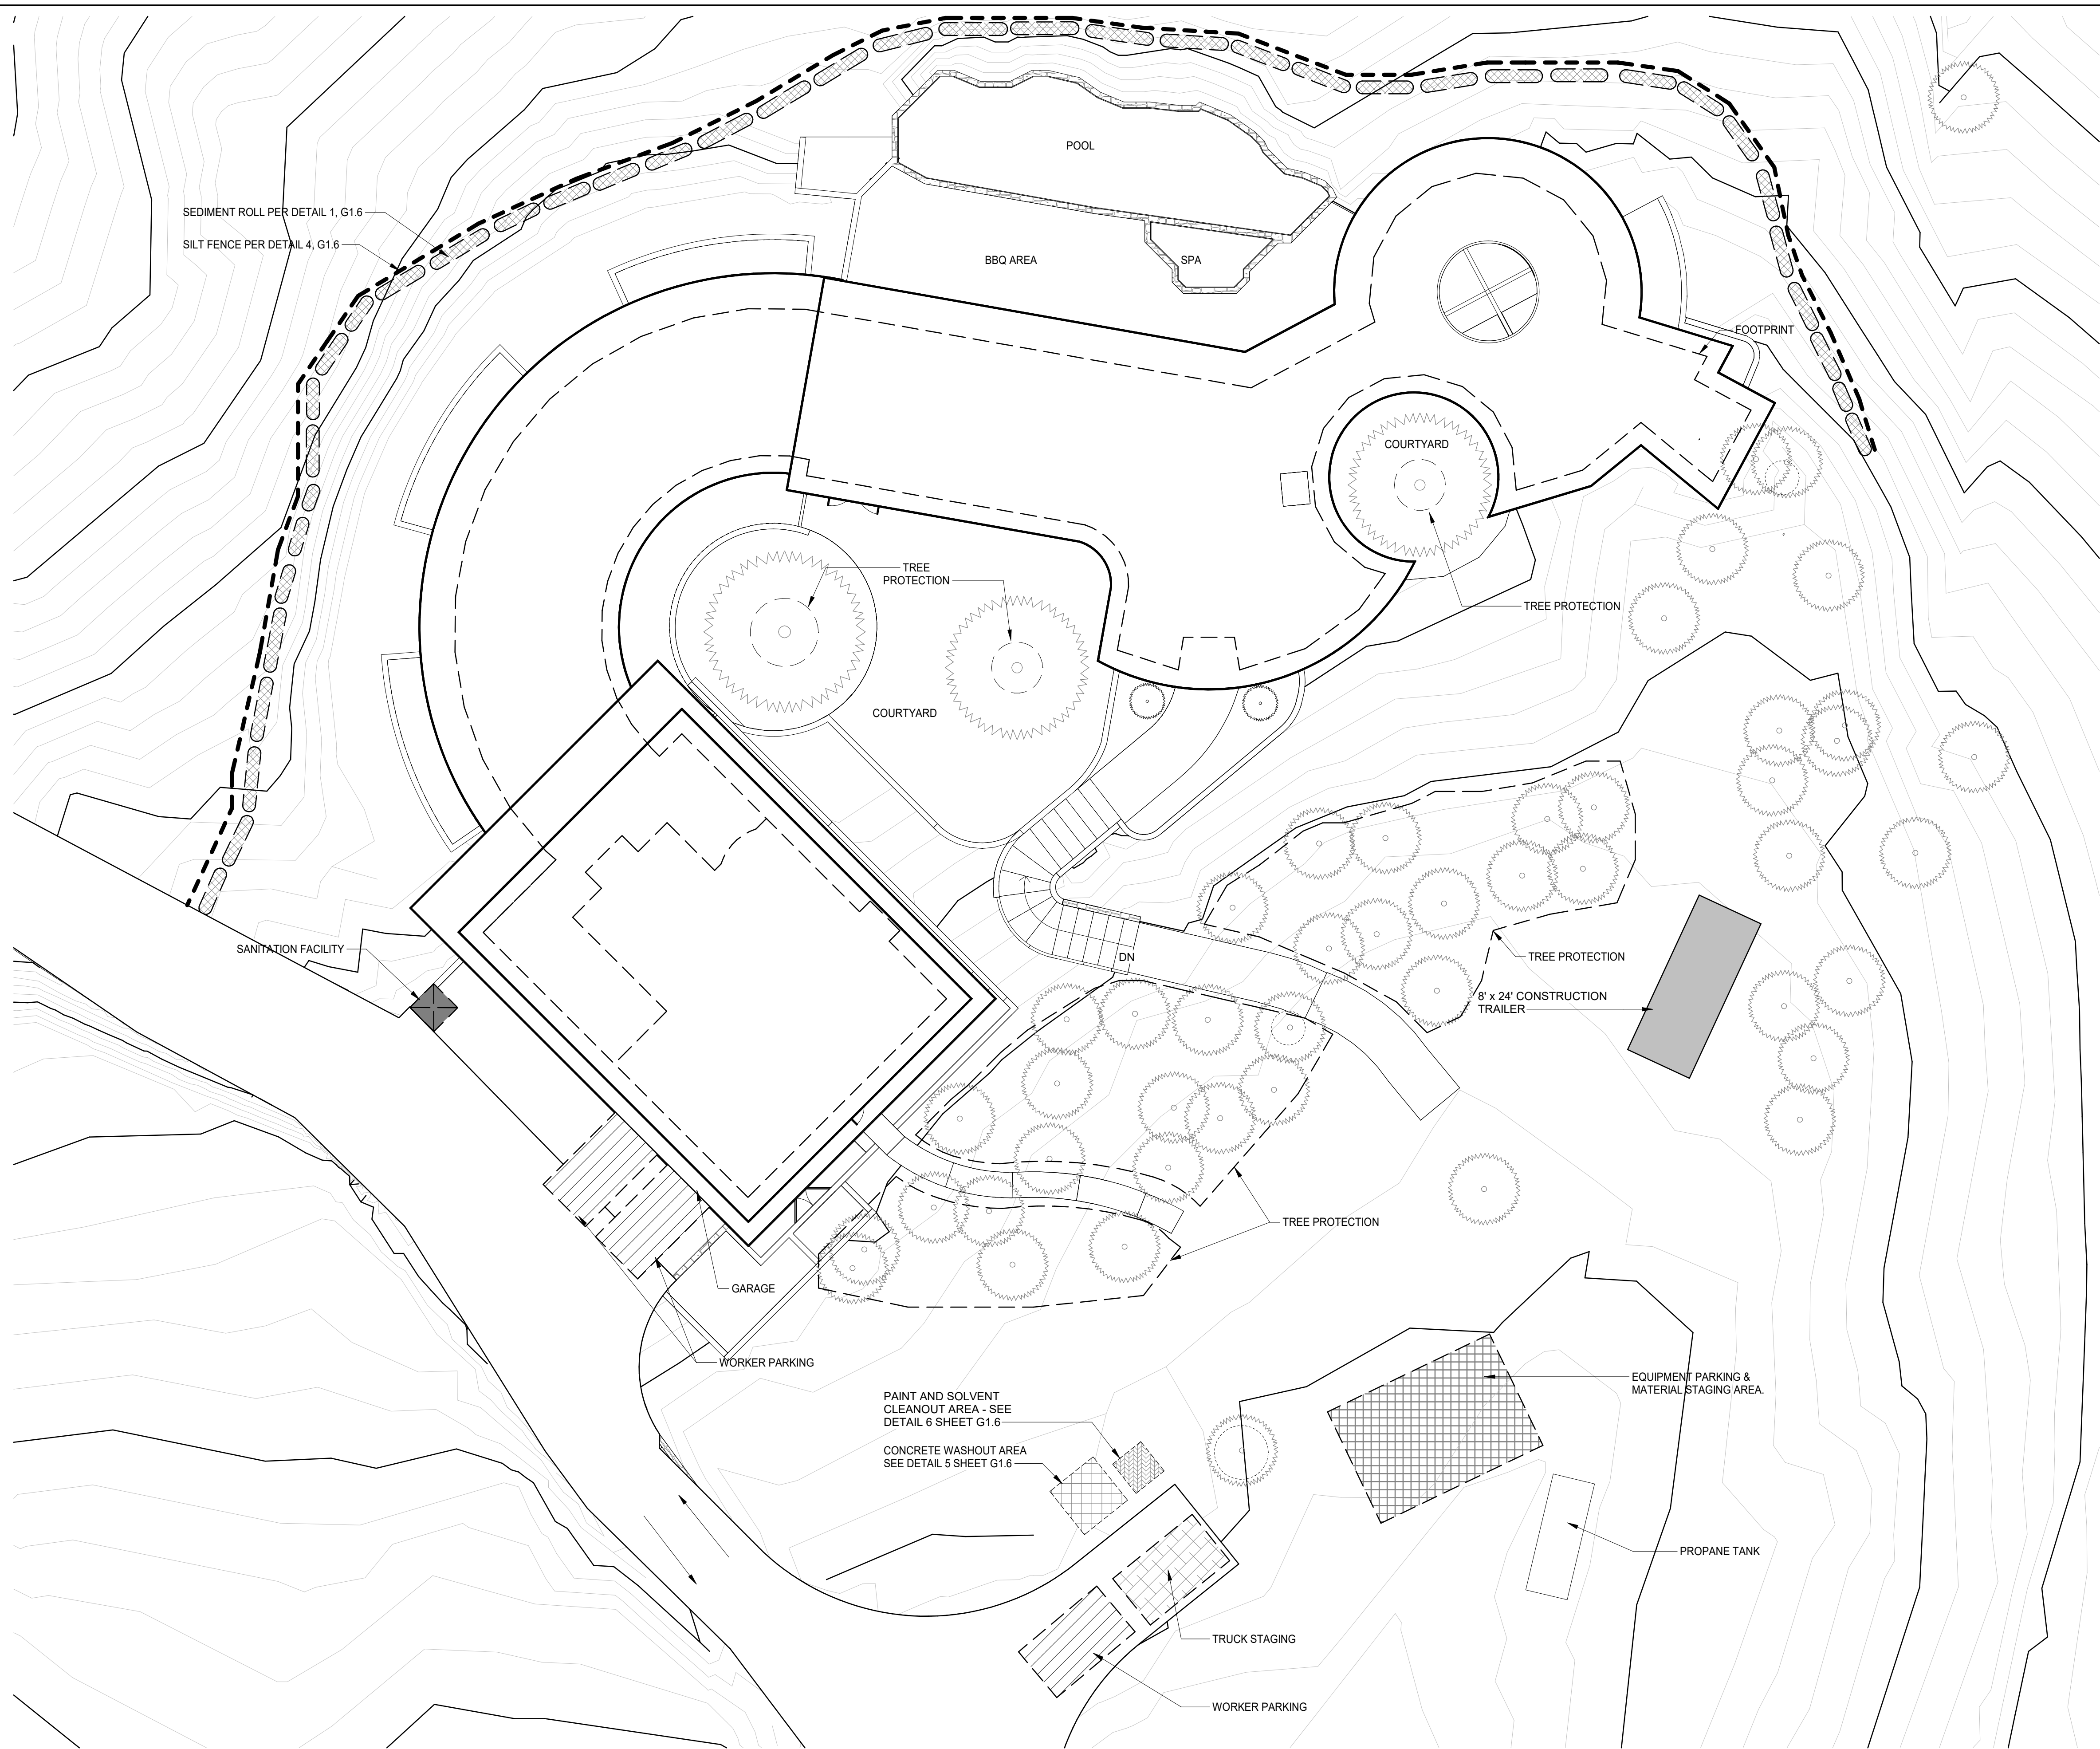 POOL
SEDIMENT ROLL PER DETAIL 1, G1.6
SILT FENCE PER DETAIL 4, G1.6
BBQ AREA
SPA
FOOTPRINT
COURTYARD
TREE
PROTECTION
TREE PROTECTION
COURTYARD
SANITATION FACILITY
DN
TREE PROTECTION
8' x 24' CONSTRUCTION
TRAILER
TREE PROTECTION
GARAGE
WORKER PARKING
EQUIPMENT PARKING &
MATERIAL STAGING AREA.
PAINT AND SOLVENT
CLEANOUT AREA - SEE
DETAIL 6 SHEET G1.6
CONCRETE WASHOUT AREA
SEE DETAIL 5 SHEET G1.6
PROPANE TANK
TRUCK STAGING
WORKER PARKING